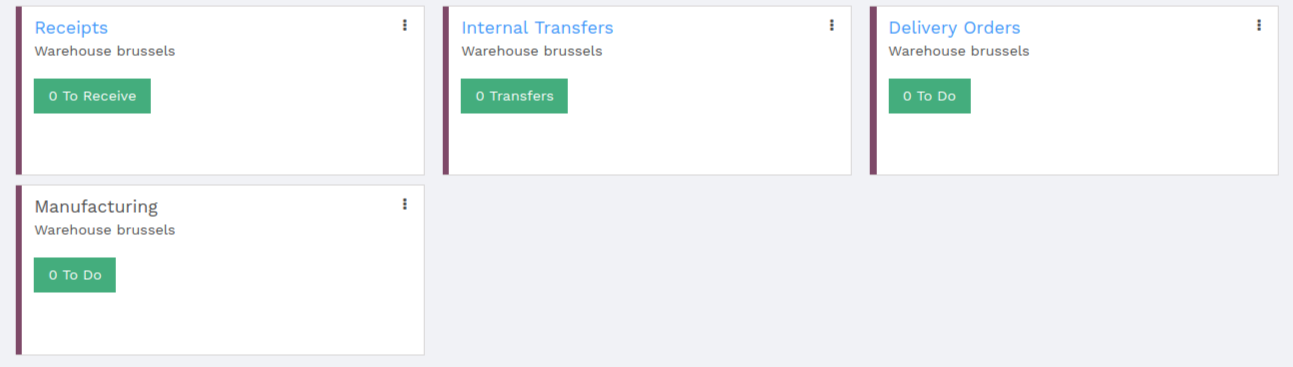 Receipts
Warehouse brussels
0 To Receive
Internal Transfers
Warehouse brussels
0 Transfers
Delivery Orders
Warehouse brussels
0 To Do
Manufacturing
Warehouse brussels
0 To Do